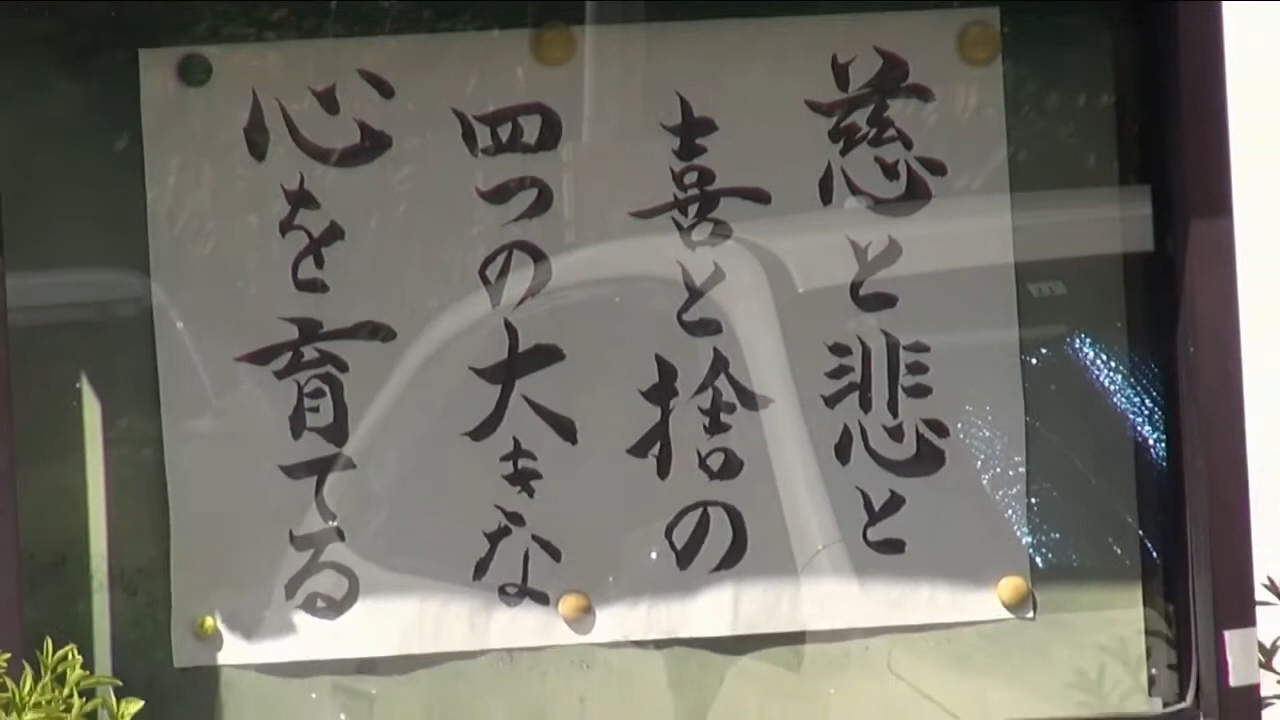 慈と悲と
喜と捨の
四つの大きな
心を育てる